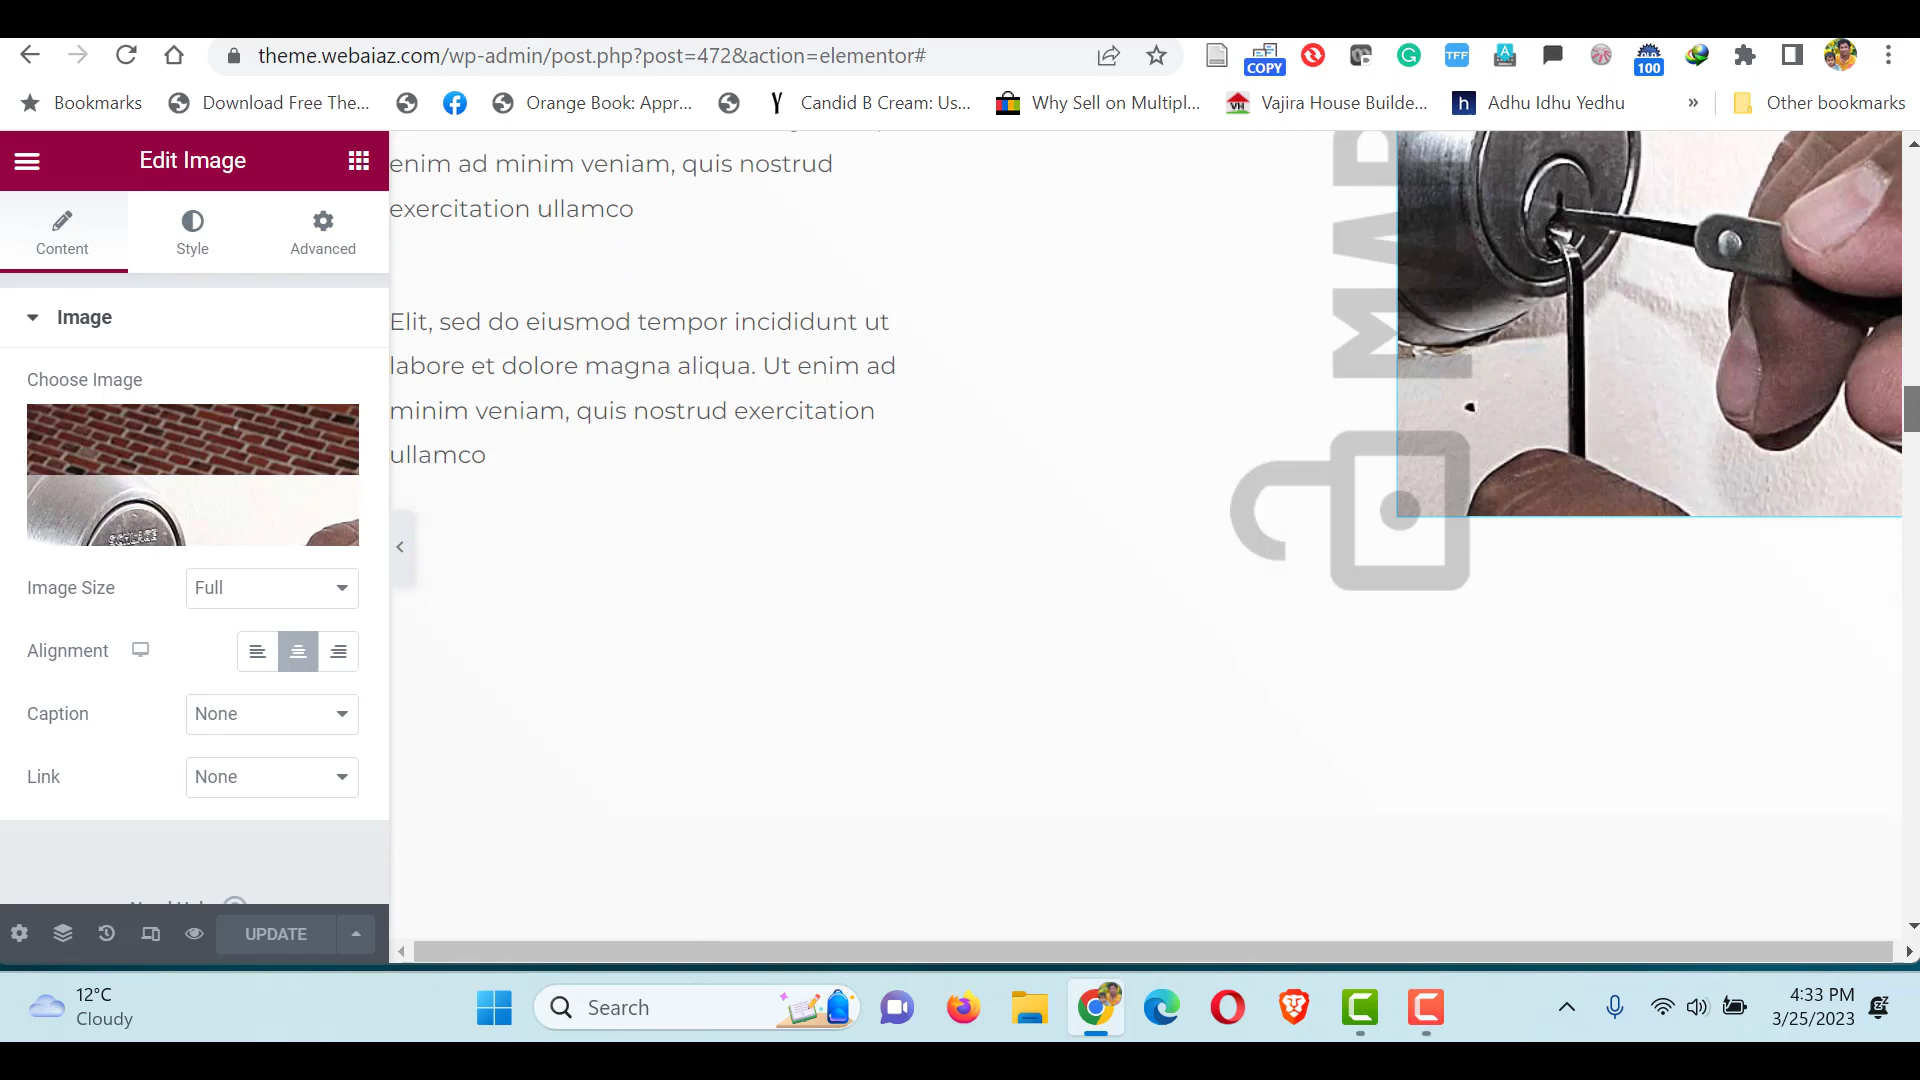 theme.webaiaz.com/wp-admin/post.php?post=472&action=elementor#
COPY
TFF
A
100
Bookmarks
Download Free The...
Orange Book: Appr...
Candid B Cream: Us...
Why Sell on Multipl...
VH
Vajira House Builde...
h
Adhu Idhu Yedhu
»
Other bookmarks
Edit Image
Content
Style
Advanced
Image
Choose Image
Image Size
Full
Alignment
Caption
None
Link
None
UPDATE
enim ad minim veniam, quis nostrud
exercitation ullamco
Elit, sed do eiusmod tempor incididunt ut
labore et dolore magna aliqua. Ut enim ad
minim veniam, quis nostrud exercitation
ullamco
12°C
Cloudy
Search
4:33 PM
3/25/2023